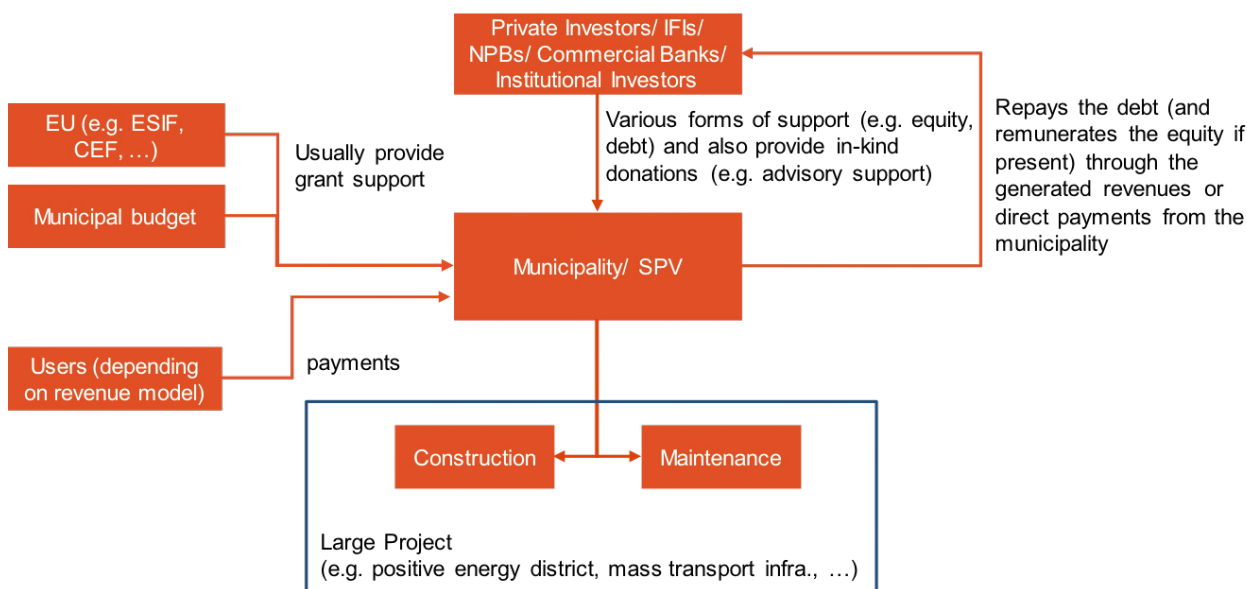 Private Investors/ IFIs/
NPBs/ Commercial Banks/
Institutional Investors
EU (e.g. ESIF,
CEF, …)
Usually provide
grant support
Various forms of support (e.g. equity,
debt) and also provide in-kind
donations (e.g. advisory support)
Repays the debt (and
remunerates the equity if
present) through the
generated revenues or
direct payments from the
municipality
Municipal budget
Municipality/ SPV
Users (depending
on revenue model)
payments
Construction
Maintenance
Large Project
(e.g. positive energy district, mass transport infra., …)